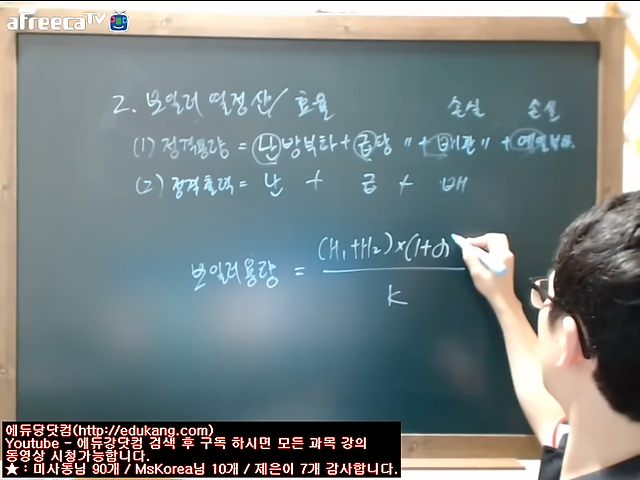 afreecaTV
2. 보일러 열정산/효율
손실 손실
(1) 정격용량 = 난방부하 + 급탕 〃 + 배관 〃 + 예열부하.
(2) 정격출력 = 난 + 급 + 배
보일러용량 = (H₁+H₂)×(1+α)
K
에듀강닷컴(http://edukang.com)
Youtube - 에듀강닷컴 검색 후 구독 하시면 모든 과목 강의
동영상 시청가능합니다.
★ : 미사동님 90개 / MsKorea님 10개 / 제은이 7개 감사합니다.